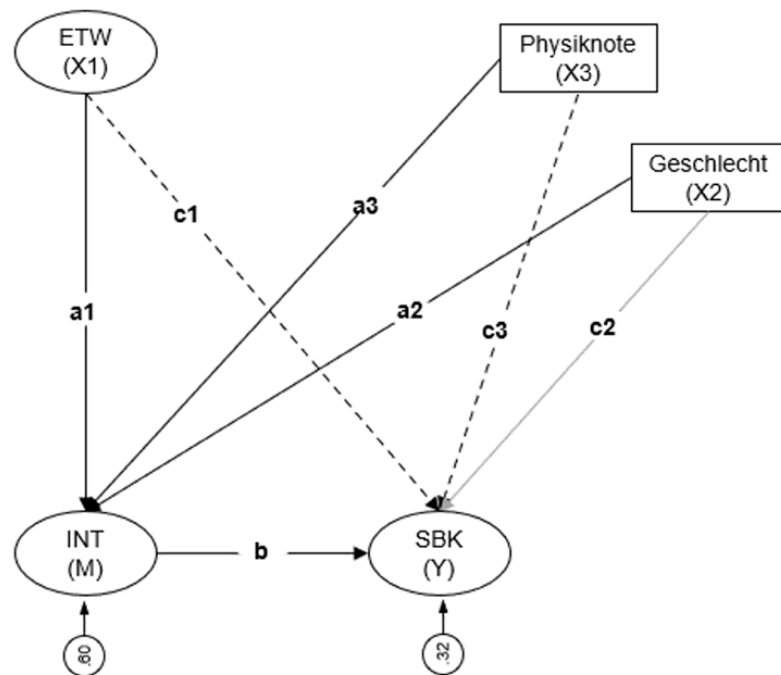 ETW
(X1)
Physiknote
(X3)
Geschlecht
(X2)
c1
a3
a1
a2
c3
c2
INT
(M)
b
SBK
(Y)
.60
.32